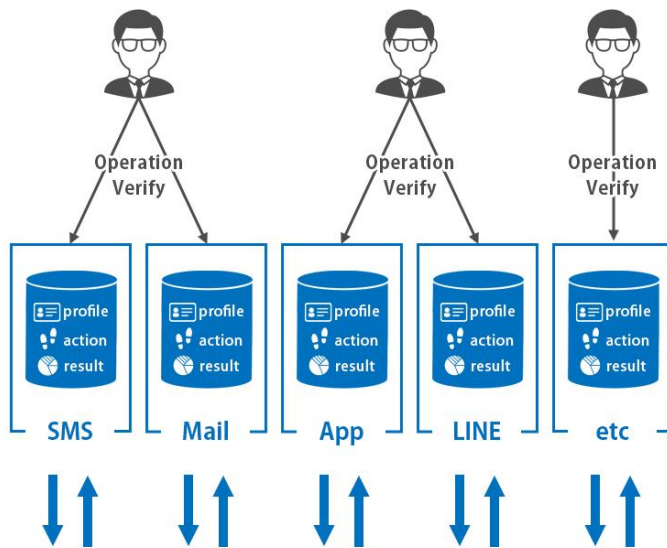 Operation
Verify
Operation
Verify
Operation
Verify
profile
action
result
profile
action
result
profile
action
result
profile
action
result
profile
action
result
SMS
Mail
App
LINE
etc